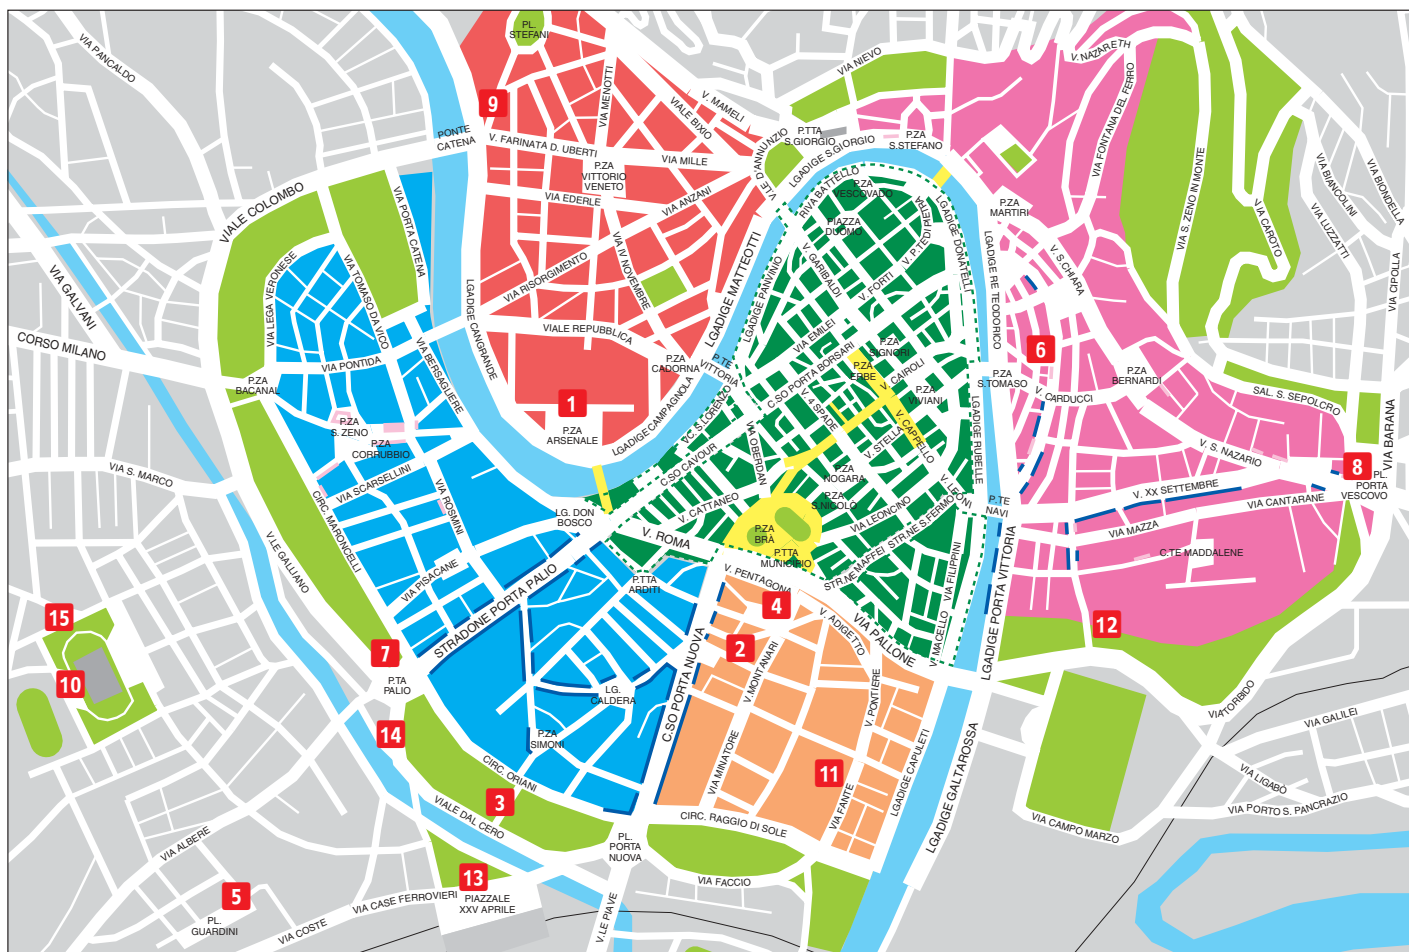 PL.
STEFANI
VIA PANCALDO
VIA NIEVO
V. NAZARETH
9
VIA MENOTTI
VIALE BIXIO
V. MAMELI
VIA FONTANA DEL FERRO
PONTE
CATENA
V. FARINATA D. UBERTI
VIA MILLE
V.LE D'ANNUNZIO
P.TTA
S.GIORGIO
LGADIGE S.GIORGIO
P.ZA
S.STEFANO
P.ZA
VITTORIO
VENETO
VIA EDERLE
VIA ANZANI
RIVA BATTELLO
P.ZA
VESCOVADO
P.ZA
MARTIRI
VIA BIANCOLINI
VIA BIONDELLA
VIA LUZZATTI
VIA S. ZENO IN MONTE
VIA CAROTO
VIA CIPOLLA
VIALE COLOMBO
VIA PORTA CATENA
PIAZZA
DUOMO
V. P.TEDIPIETRA
LGADIGE DONATELLI
V. S.CHIARA
VIA GALVANI
VIA LEGA VERONESE
VIA TOMASO DA VICO
VIA RISORGIMENTO
VIA IV NOVEMBRE
LGADIGE MATTEOTTI
LGADIGE PANVINIO
V. GARIBALDI
V. FORTI
LGADIGE RE TEODORICO
LGADIGE CANGRANDE
CORSO MILANO
VIA PONTIDA
VIA BERSAGLIERE
VIALE REPUBBLICA
P.ZA
CADORNA
P.TE
VITTORIA
VIA EMILEI
C.SO PORTA BORSARI
P.ZA
SIGNORI
P.ZA
ERBE
V. CAIROLI
P.ZA
VIVIANI
P.ZA
S.TOMASO
6
P.ZA
BERNARDI
V. CARDUCCI
SAL. S. SEPOLCRO
P.ZA
BACANAL
1
P.ZA
ARSENALE
LGADIGE CAMPAGNOLA
VC. S.LORENZO
V. 4 SPADE
V. CAPPELLO
V. STELLA
LGADIGE RUBELLE
VIA BARANA
P.ZA
S. ZENO
P.ZA
CORRUBBIO
C.SO CAVOUR
VIA OBERDAN
V. S. NAZARIO
8
PL.
PORTA
VESCOVO
VIA S. MARCO
VIA SCARSELLINI
VIA ROSMINI
P.ZA
NOGARA
V. LEONI
P.TE
NAVI
V. XX SETTEMBRE
VIA CANTARANE
VIA MAZZA
C.TE MADDALENE
V.LE GALLIANO
CIRC. MARONCELLI
LG. DON
BOSCO
V. CATTANEO
V. ROMA
P.ZA
S.NICOLÒ
VIA LEONCINO
STR.NE S.FERMO
STR.NE MAFFEI
P.ZA
BRÀ
P.TTA
MUNICIPIO
VIA FILIPPINI
LGADIGE PORTA VITTORIA
VIA PISACANE
STRADONE PORTA PALIO
P.TTA
ARDITI
V. PENTAGONA
4
V. ADIGETTO
VIA PALLONE
V. MACELLO
12
15
10
7
P.TA
PALIO
LG.
CALDERA
C.SO PORTA NUOVA
2
V. MONTANARI
V. PONTIERE
VIA TORBIDO
VIA GALILEI
14
P.ZA
SIMONI
CIRC. ORIANI
VIA MINATORE
11
VIA FANTE
LGADIGE CAPULETI
LGADIGE GALTAROSSA
VIA LIGABÒ
3
VIALE DAL CERO
CIRC. RAGGIO DI SOLE
VIA CAMPO MARZO
VIA PORTO S. PANCRAZIO
VIA ALBERE
PL.
PORTA
NUOVA
13
VIA FACCIO
5
PL.
GUARDINI
VIA CASE FERROVIERI
PIAZZALE
XXV APRILE
VIA COSTE
V.LE PIAVE